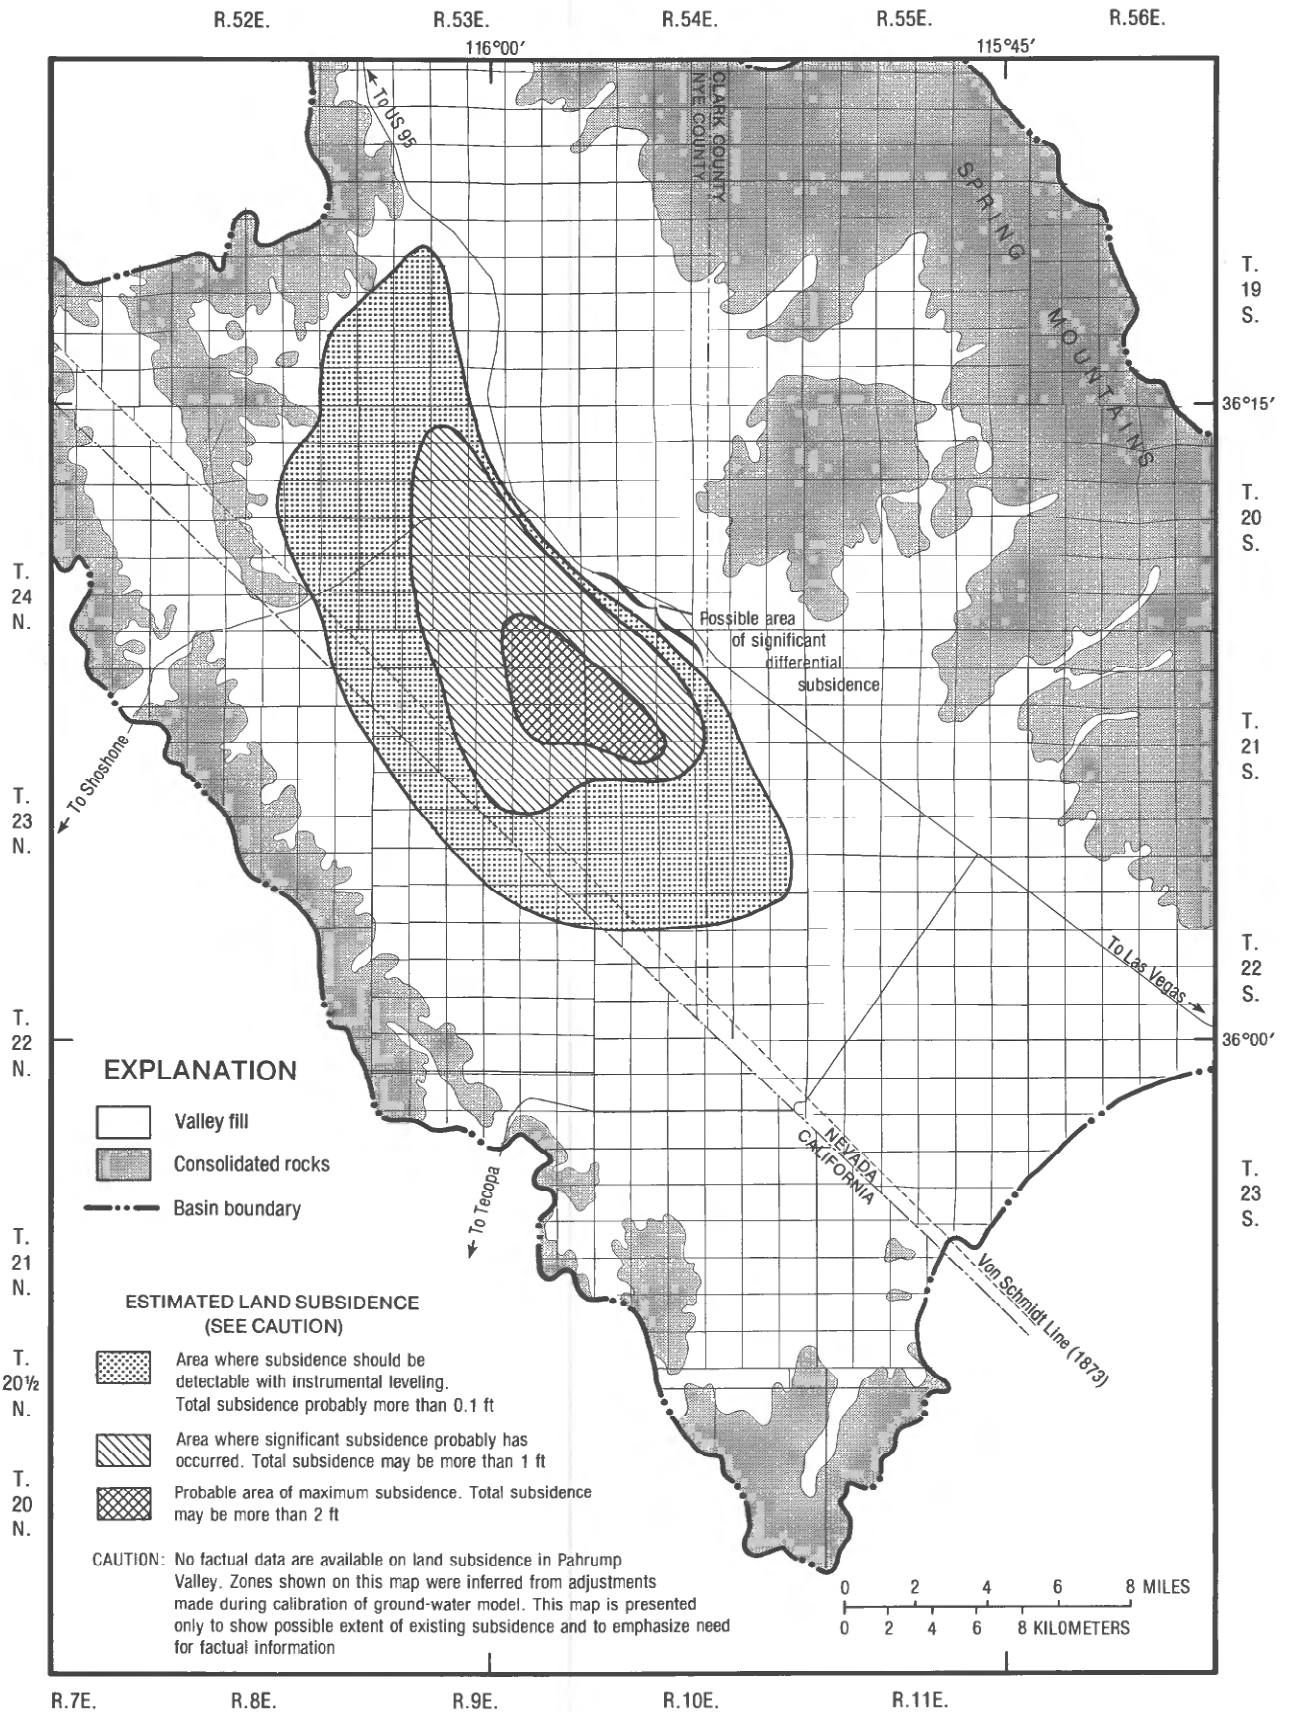 R.52E. R.53E. R.54E. R.55E. R.56E.
116°00′ 115°45′
To US 95
CLARK COUNTY
NYE COUNTY
SPRING
MOUNTAINS
T.
19
S.
36°15′
T.
20
S.
T.
24
N.
Possible area
of significant
differential
subsidence
T.
21
S.
To Shoshone
T.
23
N.
To Las Vegas
T.
22
S.
T.
22
N.
36°00′
EXPLANATION
Valley fill
Consolidated rocks
Basin boundary
To Tecopa
NEVADA
CALIFORNIA
T.
23
S.
Von Schmidt Line (1873)
T.
21
N.
ESTIMATED LAND SUBSIDENCE
(SEE CAUTION)
Area where subsidence should be
detectable with instrumental leveling.
Total subsidence probably more than 0.1 ft
T.
20½
N.
Area where significant subsidence probably has
occurred. Total subsidence may be more than 1 ft
Probable area of maximum subsidence. Total subsidence
may be more than 2 ft
T.
20
N.
CAUTION: No factual data are available on land subsidence in Pahrump
Valley. Zones shown on this map were inferred from adjustments
made during calibration of ground-water model. This map is presented
only to show possible extent of existing subsidence and to emphasize need
for factual information
0 2 4 6 8 MILES
0 2 4 6 8 KILOMETERS
R.7E. R.8E. R.9E. R.10E. R.11E.